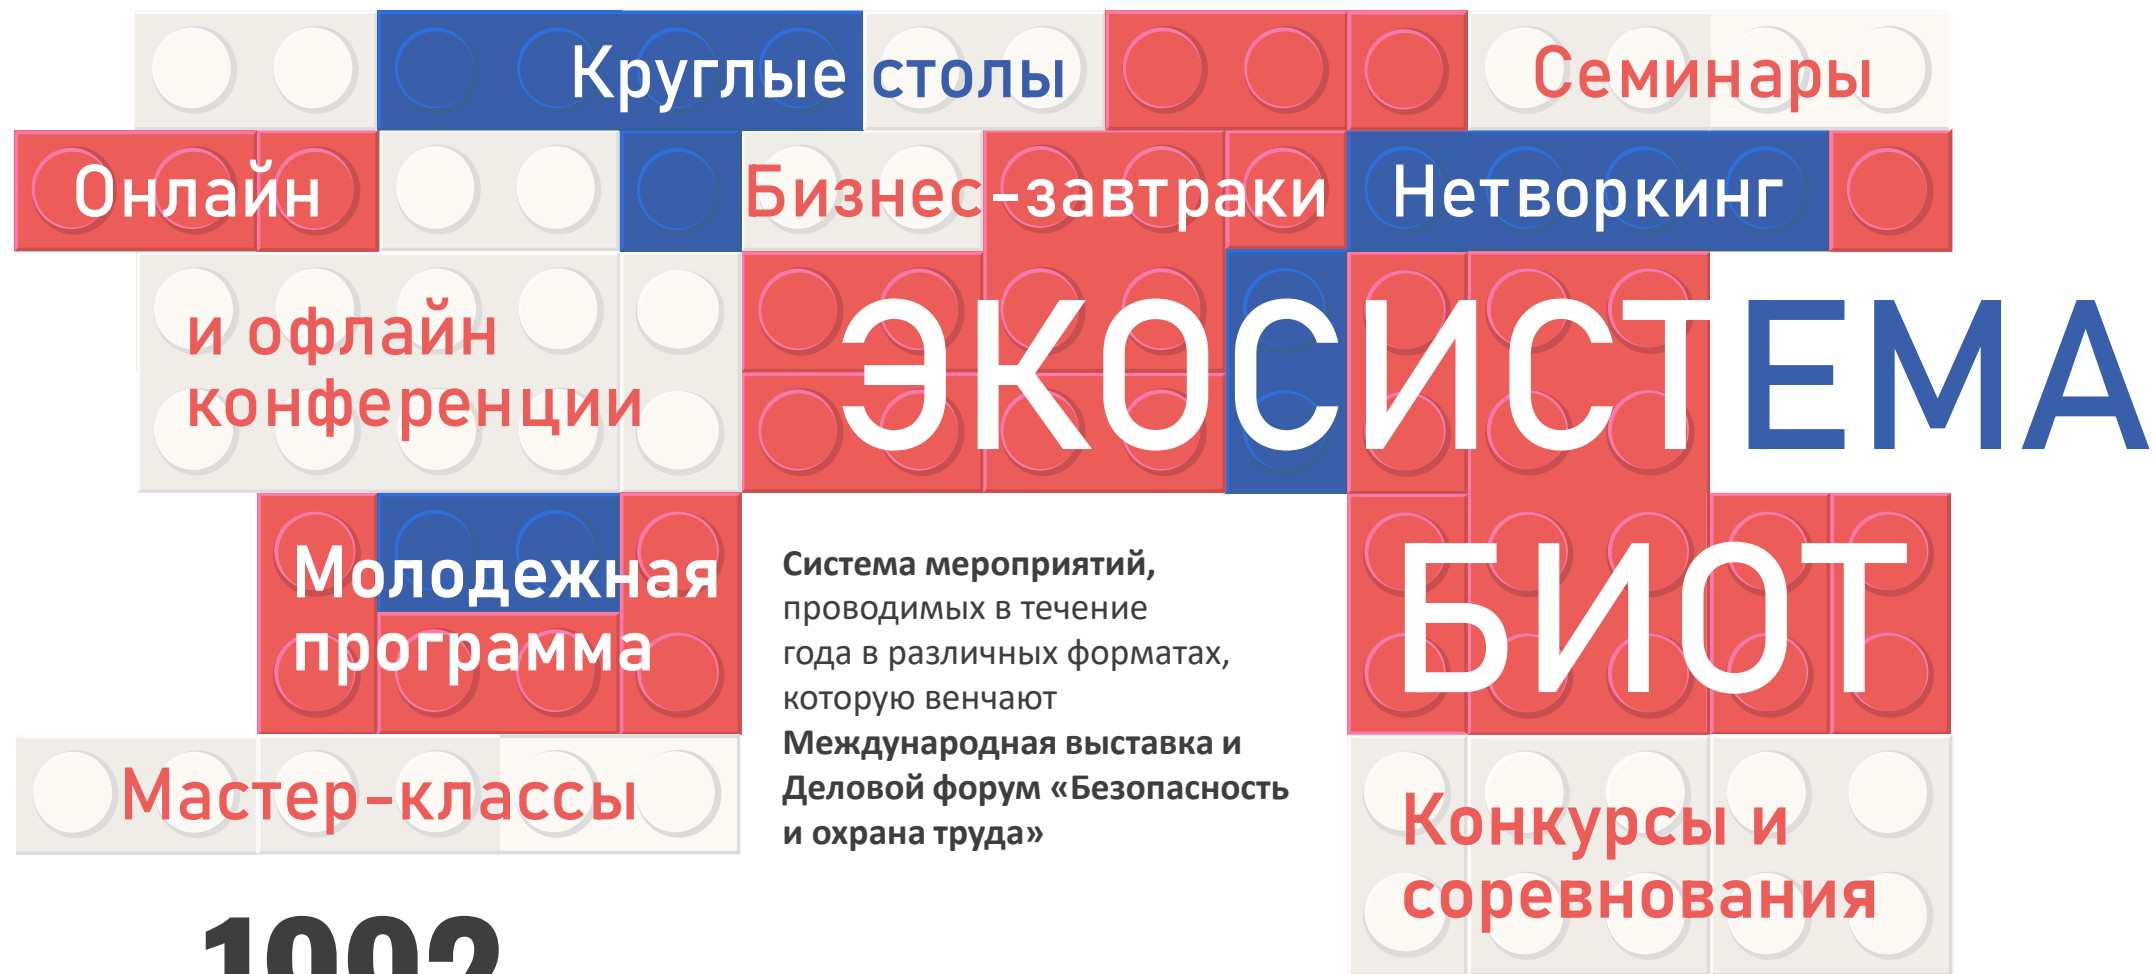 Круглые столы
Семинары
Онлайн
Бизнес-завтраки
Нетворкинг
и офлайн
конференции
ЭКОСИСТЕМА
БИОТ
Молодежная
программа
Система мероприятий,
проводимых в течение
года в различных форматах,
которую венчают
Международная выставка и
Деловой форум «Безопасность
и охрана труда»
Мастер-классы
Конкурсы и
соревнования